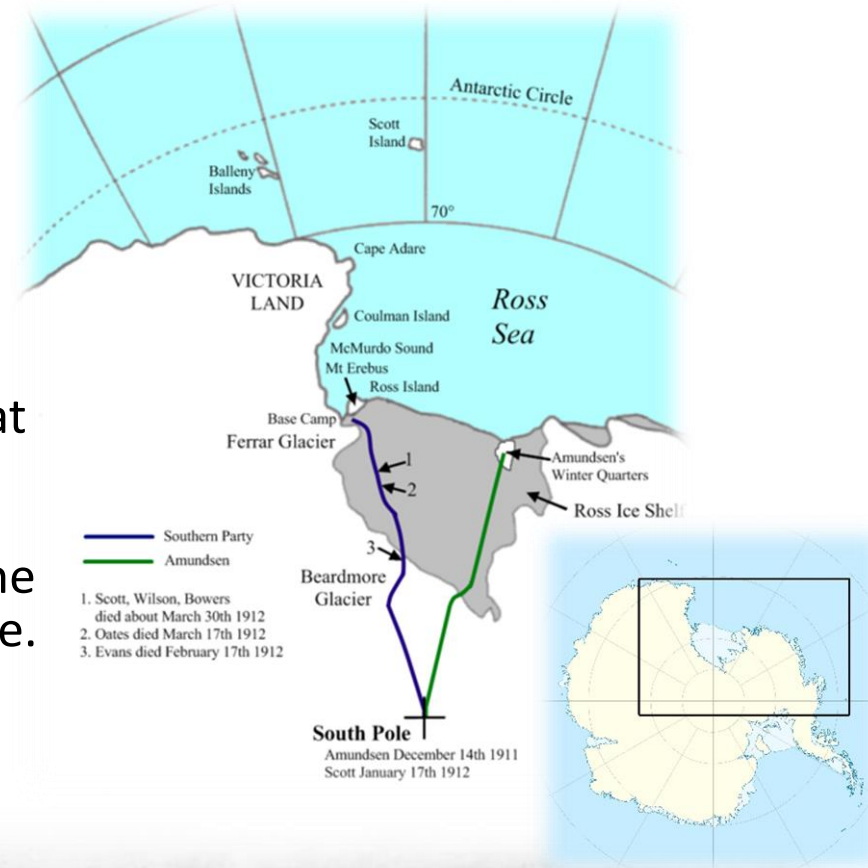 Antarctic Circle
Scott
Island
Balleny
Islands
70°
Cape Adare
VICTORIA
LAND
Ross
Sea
Coulman Island
McMurdo Sound
Mt Erebus
Ross Island
at
Base Camp
Ferrar Glacier
1
2
Amundsen's
Winter Quarters
Ross Ice Shelf
Southern Party
Amundsen
3
Beardmore
Glacier
ne
e.
1. Scott, Wilson, Bowers
died about March 30th 1912
2. Oates died March 17th 1912
3. Evans died February 17th 1912
South Pole
Amundsen December 14th 1911
Scott January 17th 1912